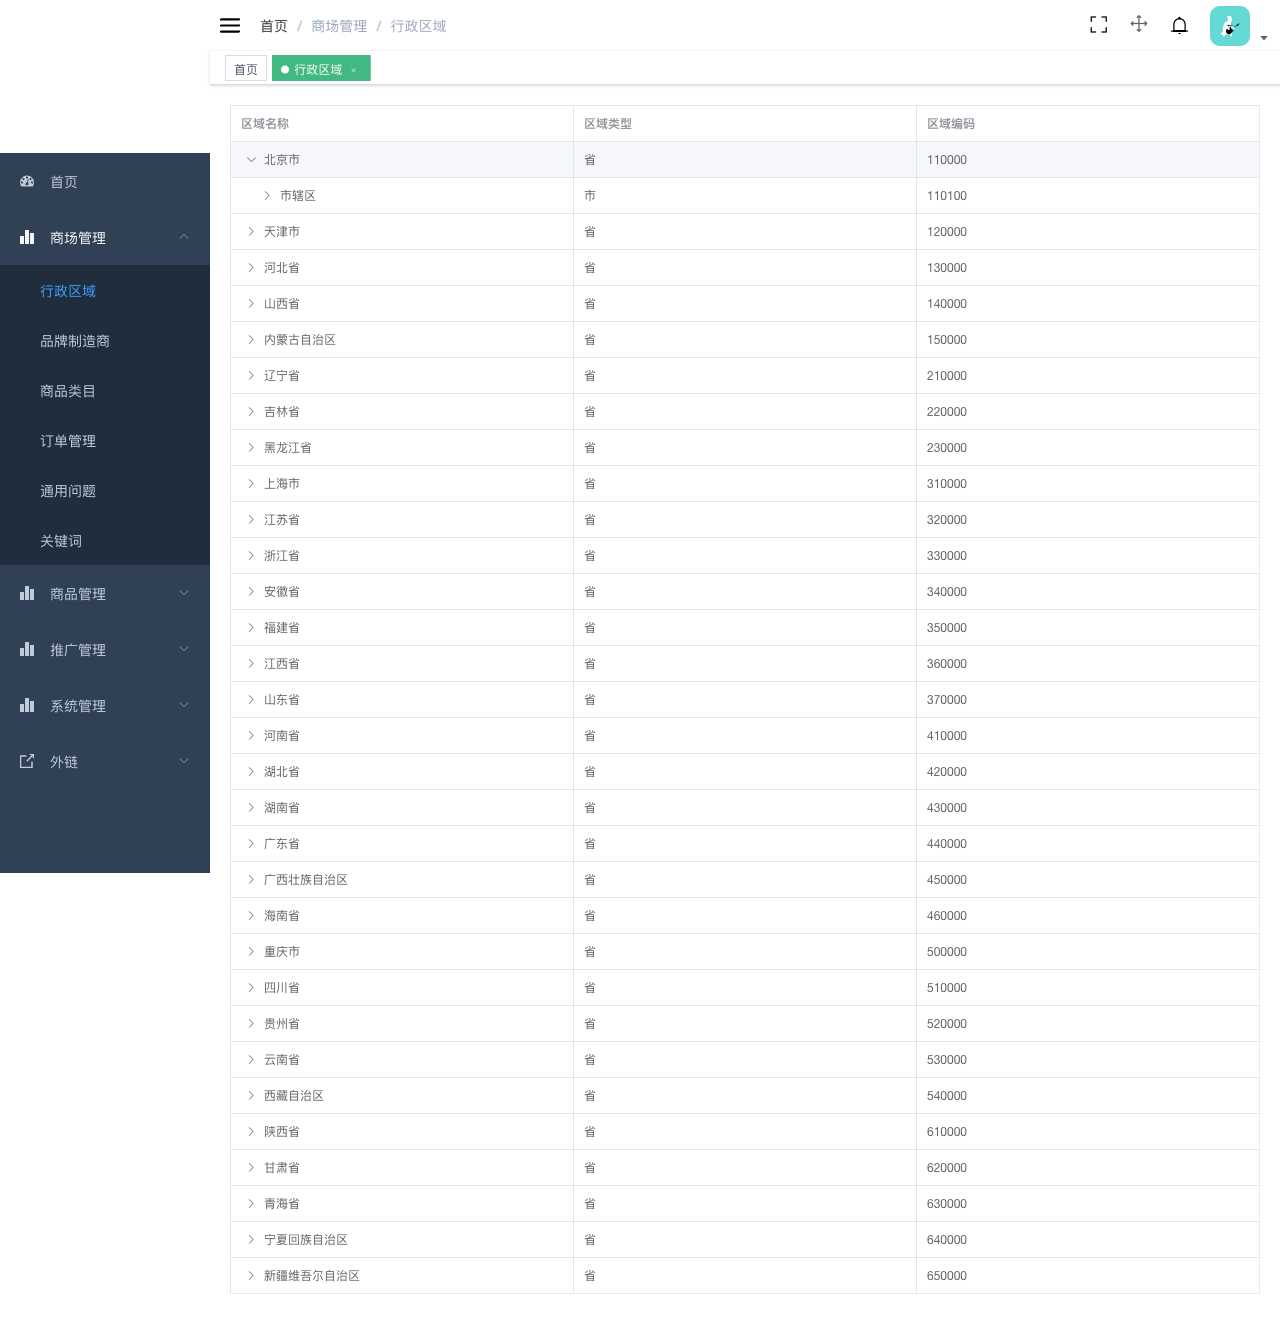 首页 / 商场管理 / 行政区域
首页 行政区域 ×
首页
商场管理
行政区域
品牌制造商
商品类目
订单管理
通用问题
关键词
商品管理
推广管理
系统管理
外链
区域名称 区域类型 区域编码
北京市 省 110000
市辖区 市 110100
天津市 省 120000
河北省 省 130000
山西省 省 140000
内蒙古自治区 省 150000
辽宁省 省 210000
吉林省 省 220000
黑龙江省 省 230000
上海市 省 310000
江苏省 省 320000
浙江省 省 330000
安徽省 省 340000
福建省 省 350000
江西省 省 360000
山东省 省 370000
河南省 省 410000
湖北省 省 420000
湖南省 省 430000
广东省 省 440000
广西壮族自治区 省 450000
海南省 省 460000
重庆市 省 500000
四川省 省 510000
贵州省 省 520000
云南省 省 530000
西藏自治区 省 540000
陕西省 省 610000
甘肃省 省 620000
青海省 省 630000
宁夏回族自治区 省 640000
新疆维吾尔自治区 省 650000